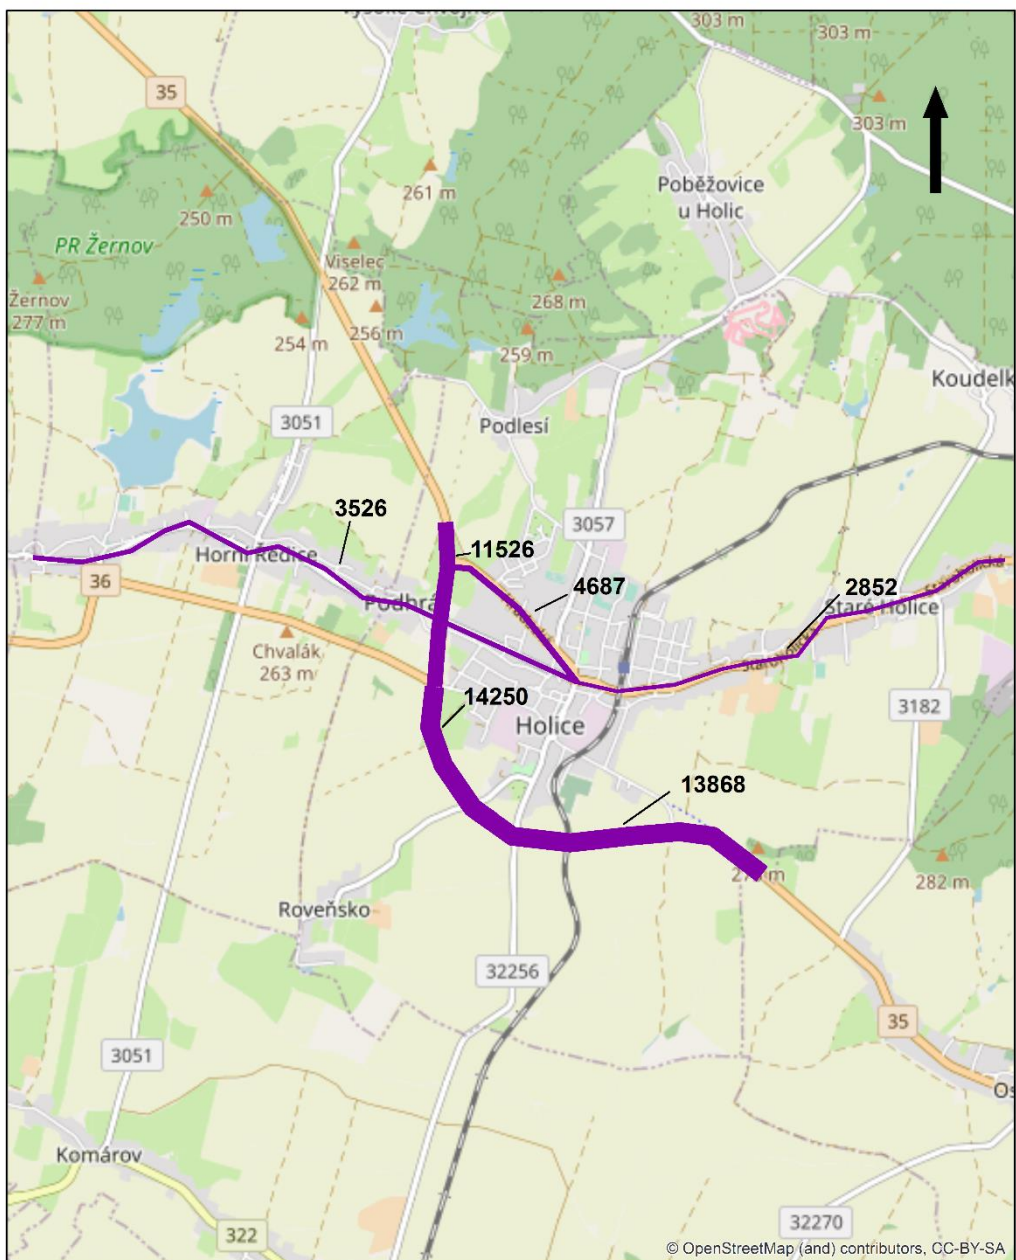 303 m
303 m
35
303 m
261 m
Poběžovice
u Holic
250 m
PR Žernov
Viselec
262 m
Žernov
277 m
268 m
256 m
254 m
259 m
Koudelk
3051
Podlesí
3526
3057
11526
Horní Ředice
36
4687
2852
Podhrá
Staré Holice
Chvalák
263 m
14250
3182
Holice
13868
282 m
Roveňsko
32256
35
3051
Os
Komárov
32270
322
© OpenStreetMap (and) contributors, CC-BY-SA